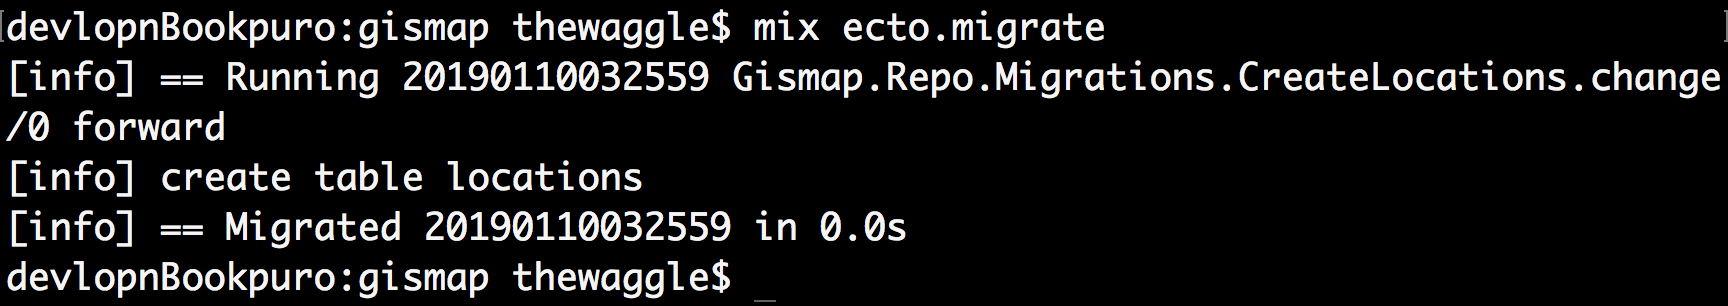 devlopnBookpuro:gismap thewaggle$ mix ecto.migrate
[info] == Running 20190110032559 Gismap.Repo.Migrations.CreateLocations.change
/0 forward
[info] create table locations
[info] == Migrated 20190110032559 in 0.0s
devlopnBookpuro:gismap thewaggle$